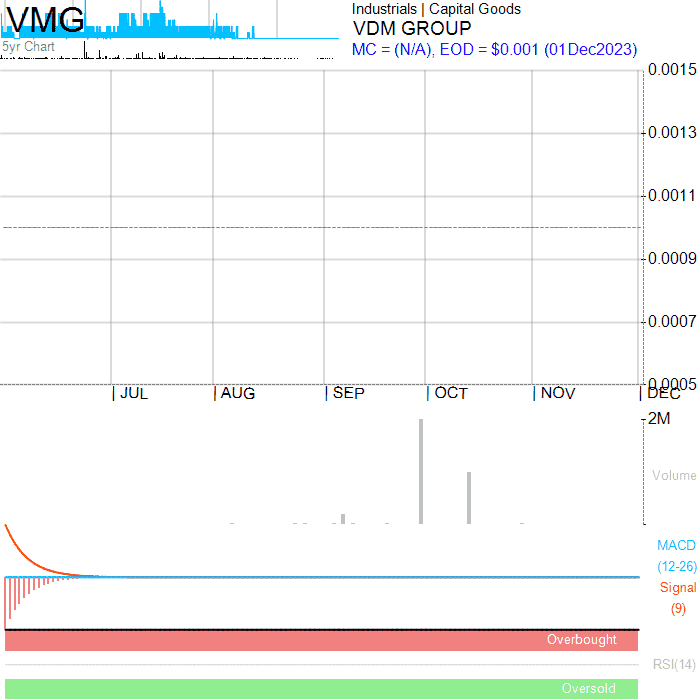 VMG
5yr Chart
Industrials | Capital Goods
VDM GROUP
MC = (N/A), EOD = $0.001 (01Dec2023)
0.0015
0.0013
0.0011
0.0009
0.0007
0.0005
| JUL | AUG | SEP | OCT | NOV | DEC
2M
Volume
MACD
(12-26)
Signal
(9)
Overbought
RSI(14)
Oversold